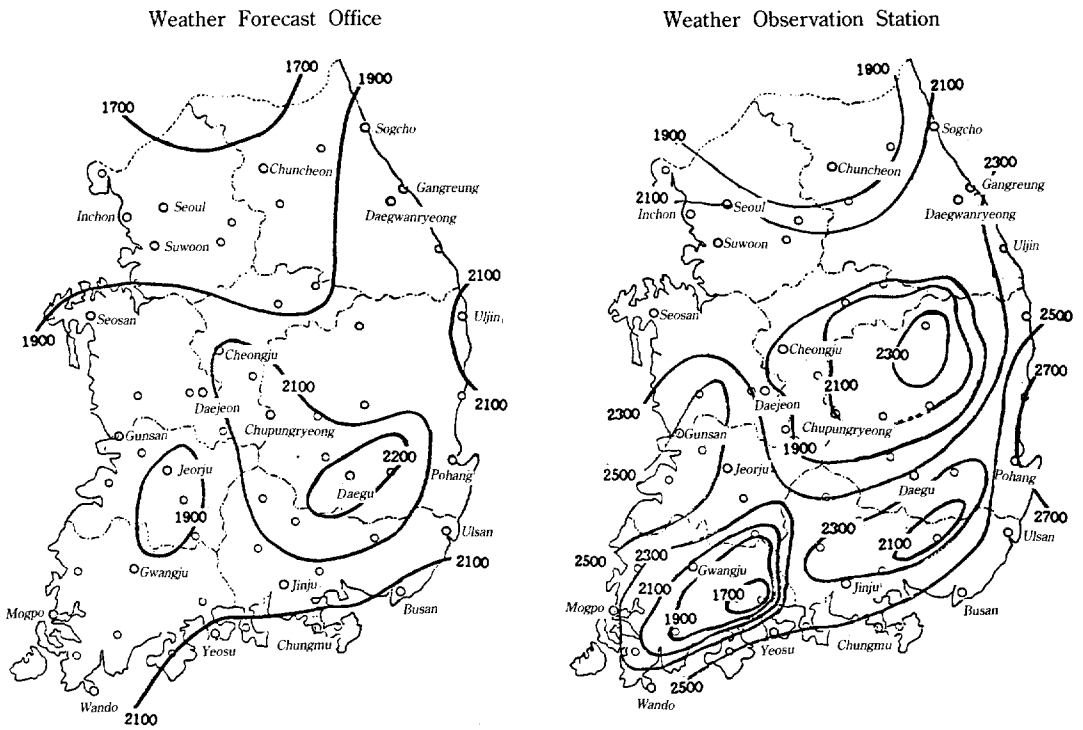 Weather Forecast Office
1700
1700
1900
Sogcho
Chuncheon
Gangreung
Daegwanryeong
Seoul
Inchon
Suwoon
2100
Seosan
Uljin
1900
Cheongju
2100
Daejeon
2100
Chupungryeong
Gunsan
2200
Jeorju
Pohang
Daegu
1900
Ulsan
Gwangju
2100
Jinju
Busan
Mogpo
Yeosu
Chungmu
Wando
2100
Weather Observation Station
1900
2100
Sogcho
1900
2300
Chuncheon
Gangreung
2100
Seoul
Daegwanryeong
Inchon
Suwoon
Uljin
Seosan
2500
Cheongju
2300
2700
2100
2300
Daejeon
Chupungryeong
Gunsan
1900
2500
Jeorju
Daegu
Pohang
2700
2300
Ulsan
2100
2500
2300
Gwangju
2100
Jinju
1700
Busan
Mogpo
1900
Yeosu
Chungmu
2500
Wando